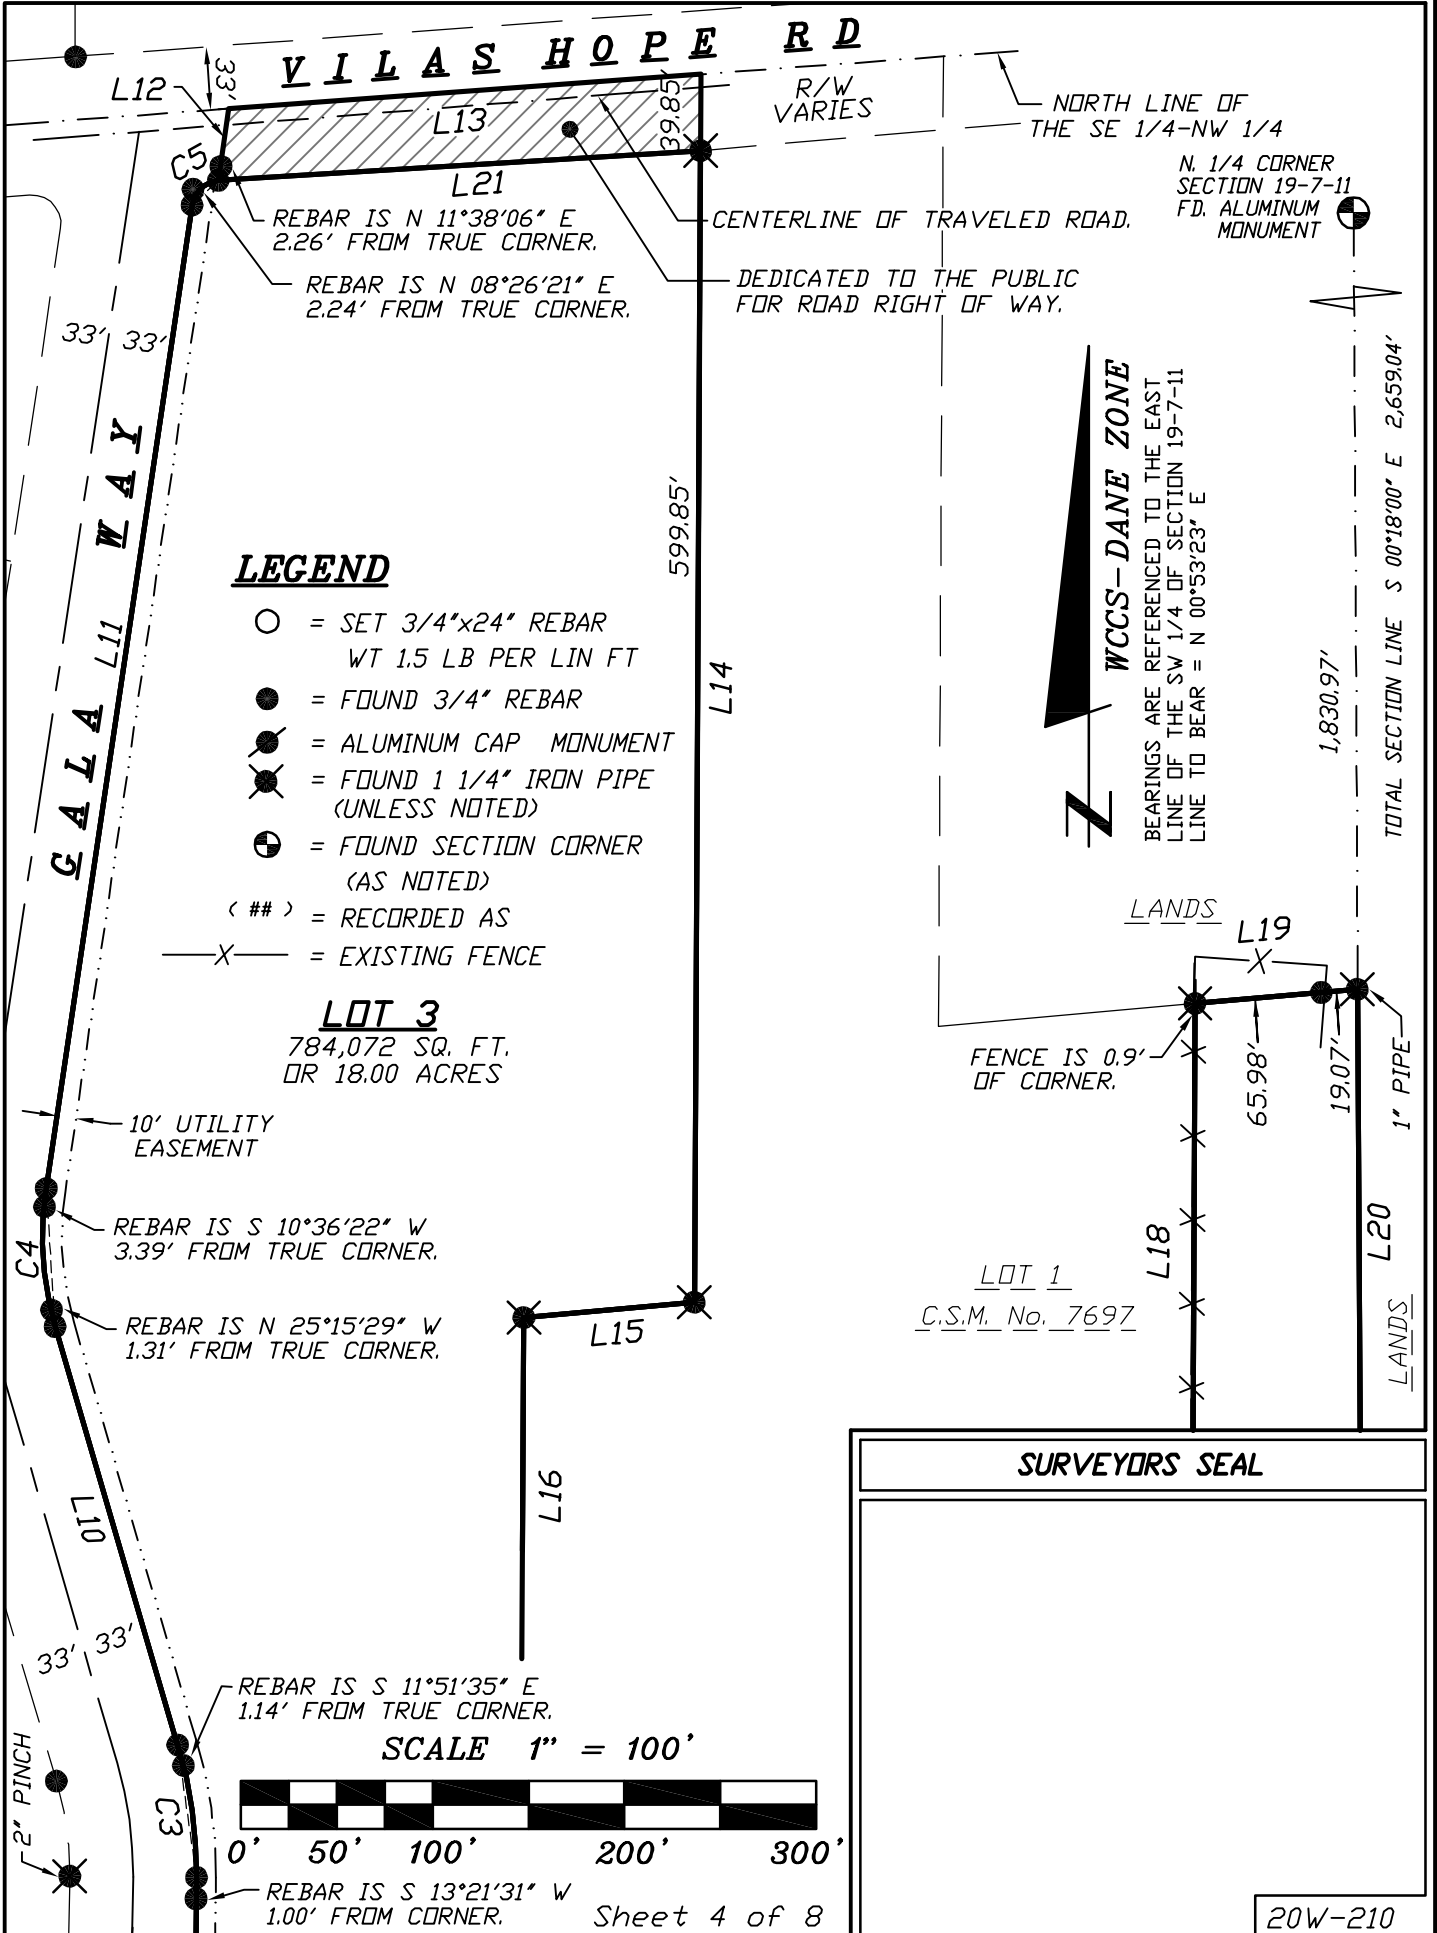 VILAS HOPE RD
33'
L12
L13
39.85'
R/W
VARIES
NORTH LINE OF
THE SE 1/4-NW 1/4
C5
L21
N. 1/4 CORNER
SECTION 19-7-11
FD. ALUMINUM
MONUMENT
REBAR IS N 11°38'06" E
2.26' FROM TRUE CORNER.
CENTERLINE OF TRAVELED ROAD.
REBAR IS N 08°26'21" E
2.24' FROM TRUE CORNER.
DEDICATED TO THE PUBLIC
FOR ROAD RIGHT OF WAY.
33' 33'
GALA WAY
L11
599.85'
L14
WCCS-DANE ZONE
BEARINGS ARE REFERENCED TO THE EAST
LINE OF THE SW 1/4 OF SECTION 19-7-11
LINE TO BEAR = N 00°53'23" E
N
1,830.97'
TOTAL SECTION LINE S 00°18'00" E 2,659.04'
LEGEND
= SET 3/4"x24" REBAR
WT 1.5 LB PER LIN FT
= FOUND 3/4" REBAR
= ALUMINUM CAP MONUMENT
= FOUND 1 1/4" IRON PIPE
(UNLESS NOTED)
= FOUND SECTION CORNER
(AS NOTED)
( ## ) = RECORDED AS
X = EXISTING FENCE
LOT 3
784,072 SQ. FT.
OR 18.00 ACRES
LANDS
L19
X
FENCE IS 0.9'
OF CORNER.
65.98'
19.07'
1" PIPE
10' UTILITY
EASEMENT
REBAR IS S 10°36'22" W
3.39' FROM TRUE CORNER.
C4
L18
L20
LOT 1
C.S.M. No. 7697
LANDS
REBAR IS N 25°15'29" W
1.31' FROM TRUE CORNER.
L15
L16
L10
33' 33'
SURVEYORS SEAL
REBAR IS S 11°51'35" E
1.14' FROM TRUE CORNER.
2" PINCH
C3
SCALE 1" = 100'
0' 50' 100' 200' 300'
REBAR IS S 13°21'31" W
1.00' FROM CORNER.
Sheet 4 of 8
20W-210